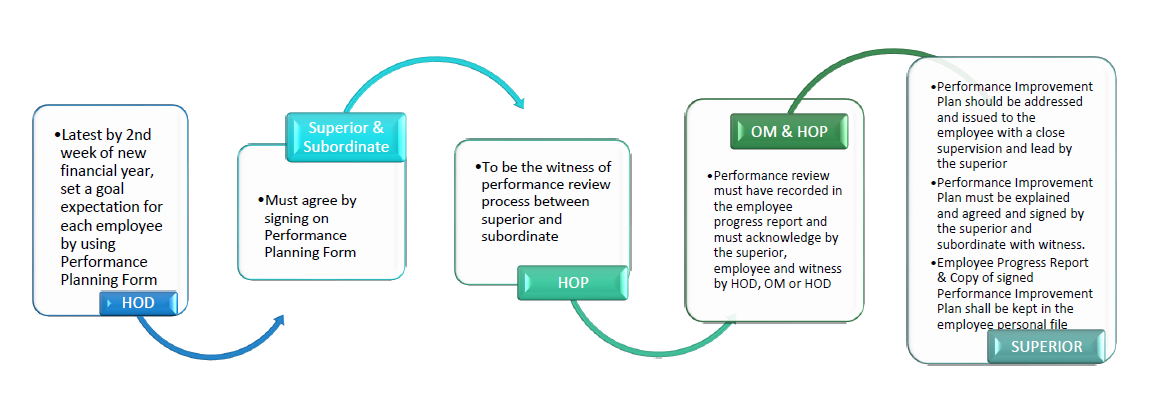 •Latest by 2nd
week of new
financial year,
set a goal
expectation for
each employee
by using
Performance
Planning Form
HOD
Superior &
Subordinate
•Must agree by
signing on
Performance
Planning Form
•To be the witness of
performance review
process between
superior and
subordinate
HOP
OM & HOP
•Performance review
must have recorded in
the employee
progress report and
must acknowledge by
the superior,
employee and witness
by HOD, OM or HOD
•Performance Improvement
Plan should be addressed
and issued to the
employee with a close
supervision and lead by
the superior
•Performance Improvement
Plan must be explained
and agreed and signed by
the superior and
subordinate with witness.
•Employee Progress Report
& Copy of signed
Performance Improvement
Plan shall be kept in the
employee personal file
SUPERIOR